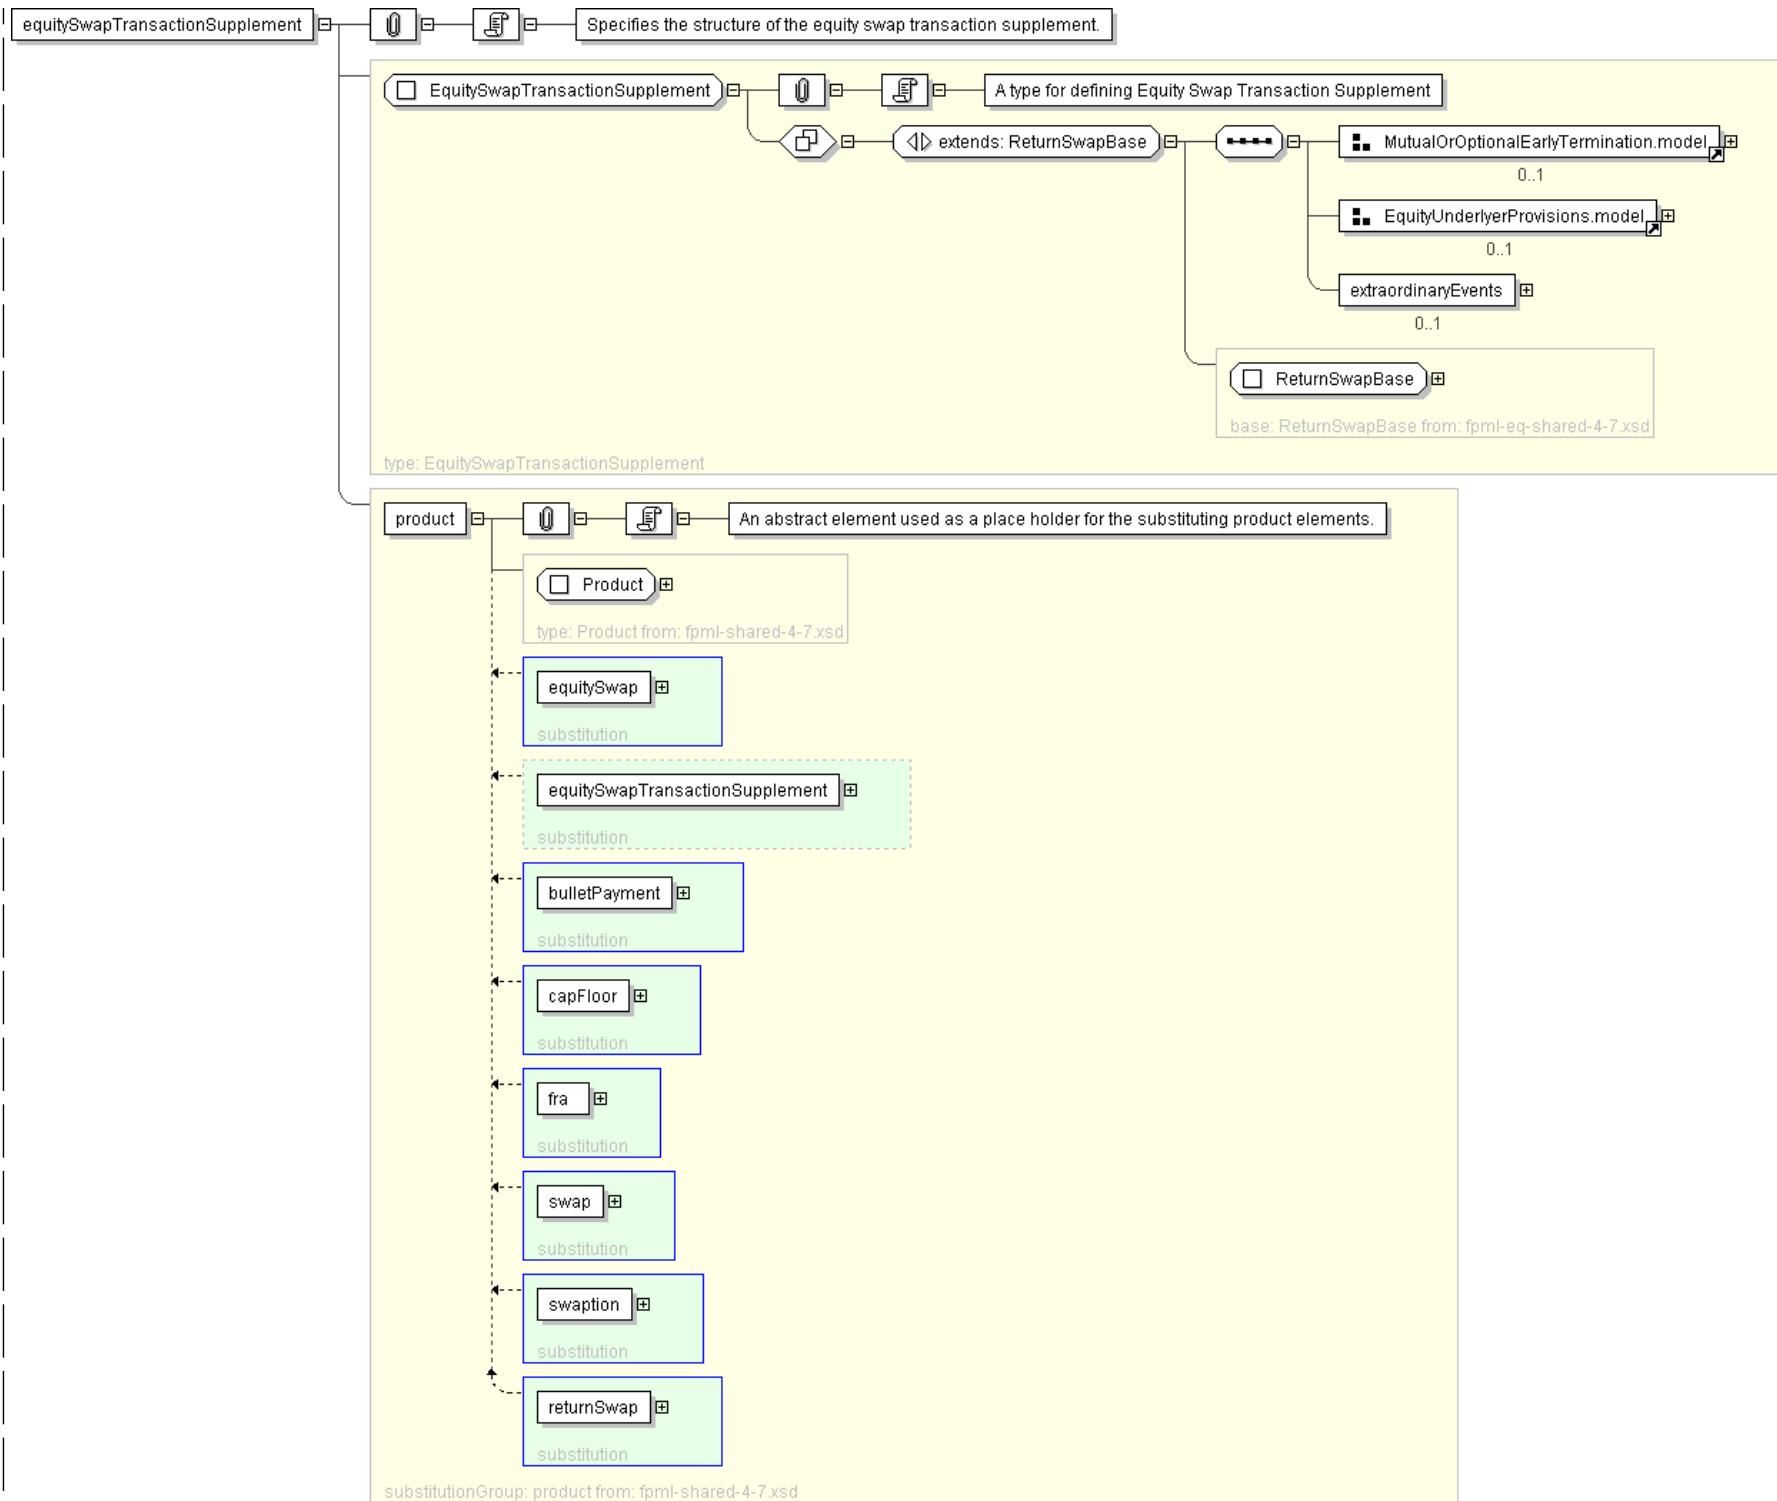 equitySwapTransactionSupplement
Specifies the structure of the equity swap transaction supplement.
EquitySwapTransactionSupplement
A type for defining Equity Swap Transaction Supplement
extends: ReturnSwapBase
MutualOrOptionalEarlyTermination.model
0..1
EquityUnderlyerProvisions.model
0..1
extraordinaryEvents
0..1
ReturnSwapBase
base: ReturnSwapBase from: fpml-eq-shared-4-7.xsd
type: EquitySwapTransactionSupplement
product
An abstract element used as a place holder for the substituting product elements.
Product
type: Product from: fpml-shared-4-7.xsd
equitySwap
substitution
equitySwapTransactionSupplement
substitution
bulletPayment
substitution
capFloor
substitution
fra
substitution
swap
substitution
swaption
substitution
returnSwap
substitution
substitutionGroup: product from: fpml-shared-4-7.xsd